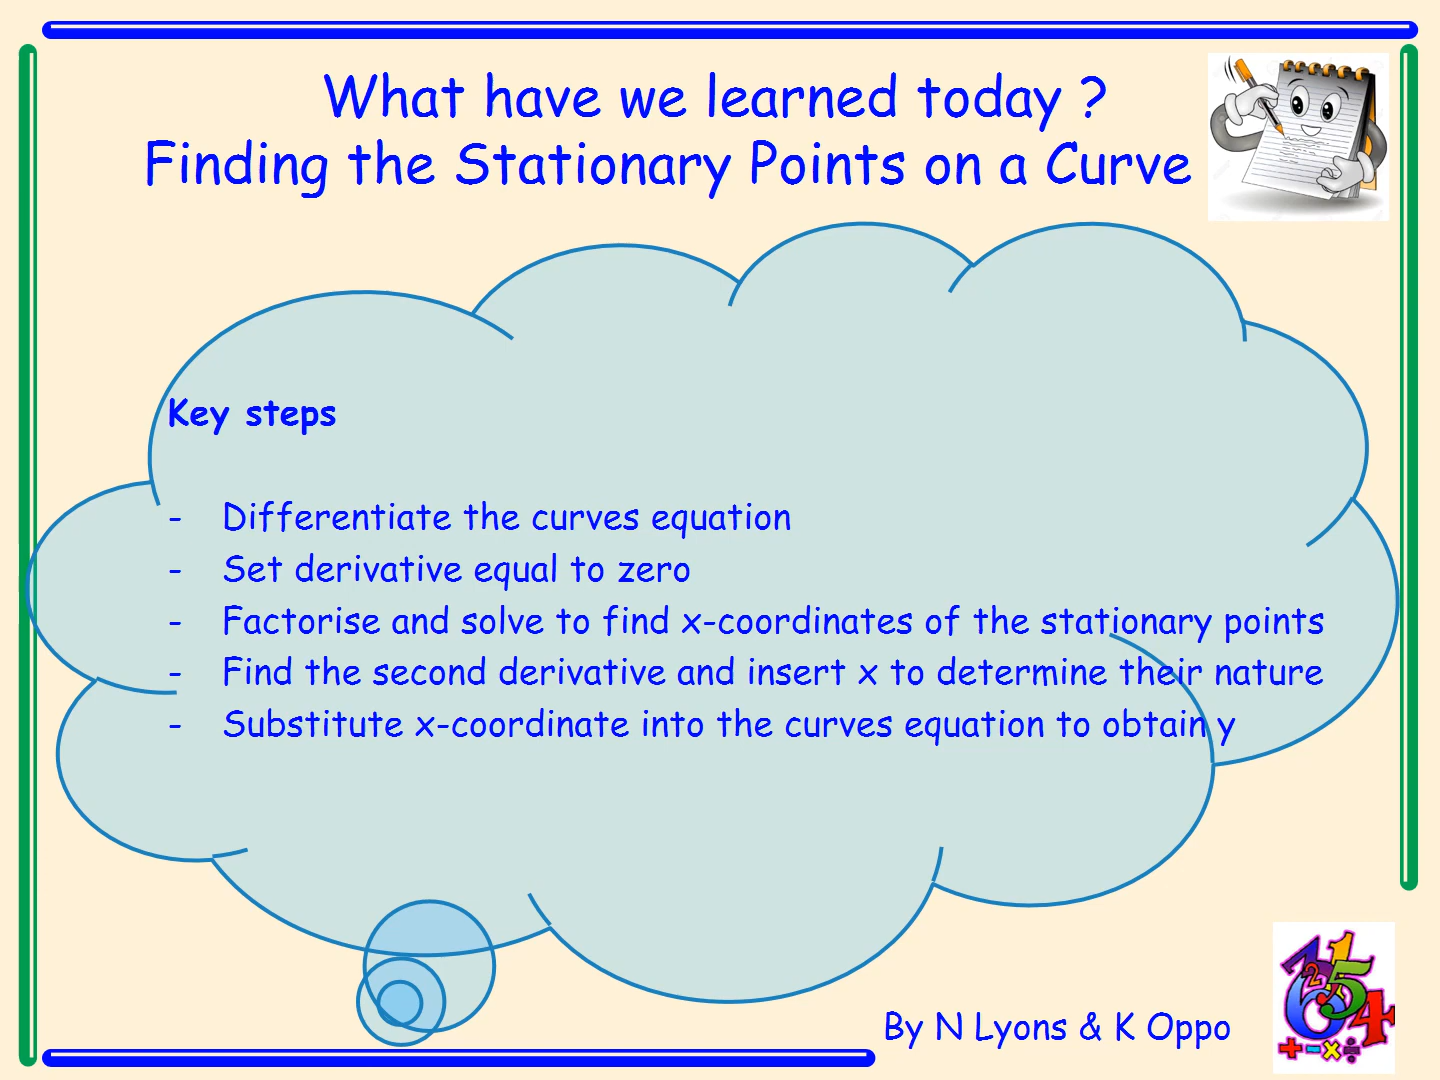 What have we learned today ?
Finding the Stationary Points on a Curve
Key steps
- Differentiate the curves equation
- Set derivative equal to zero
- Factorise and solve to find x-coordinates of the stationary points
- Find the second derivative and insert x to determine their nature
- Substitute x-coordinate into the curves equation to obtain y
By N Lyons & K Oppo